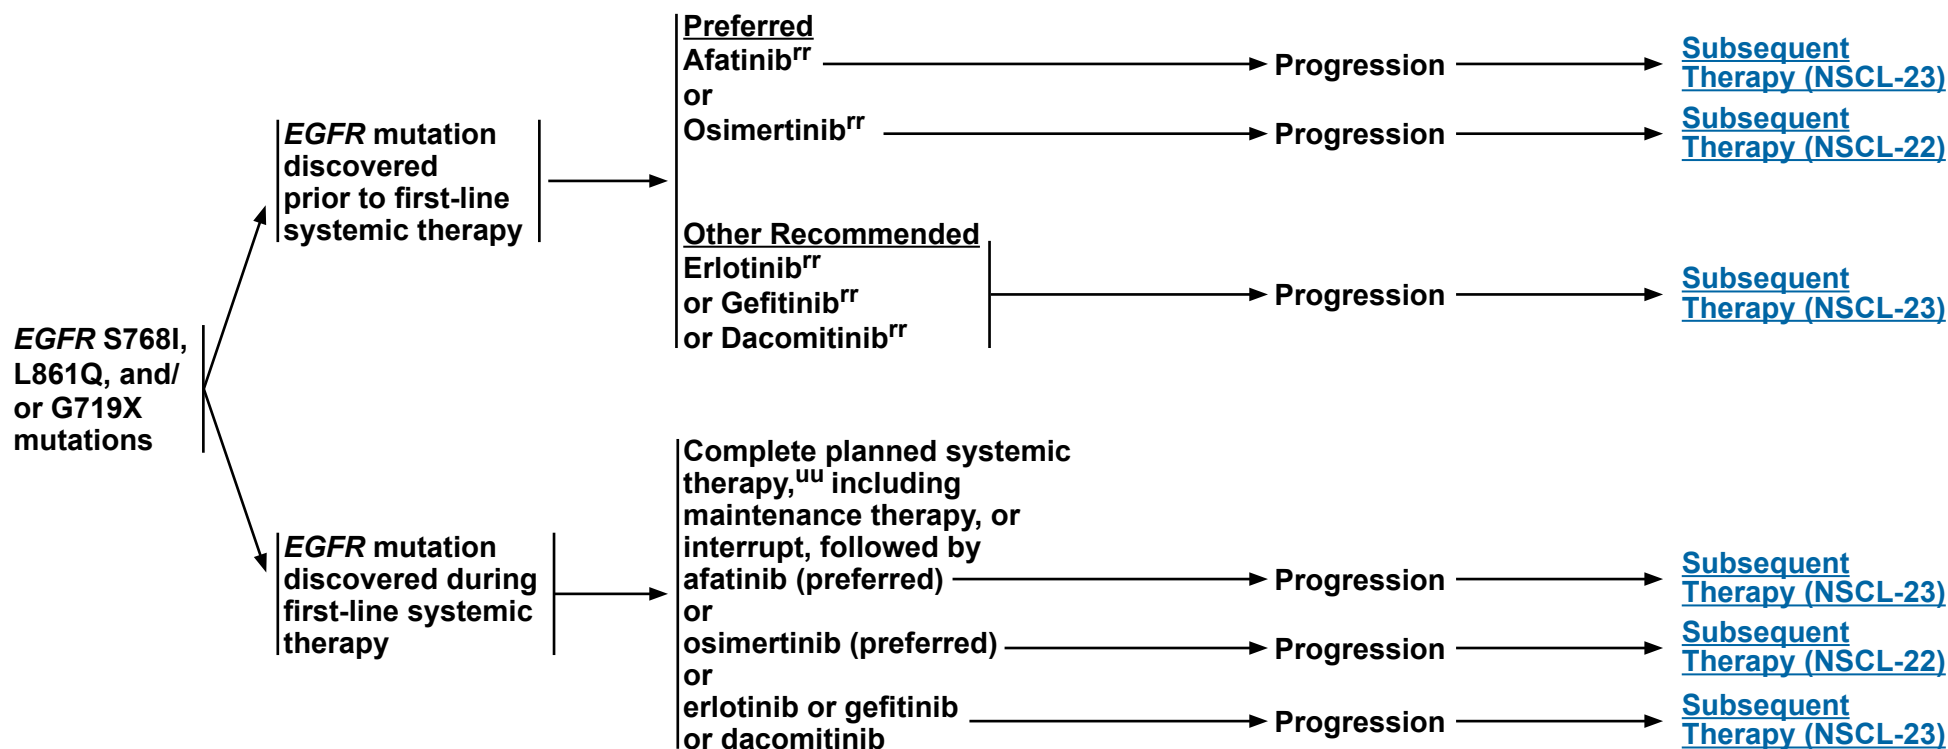 EGFR S768I,
L861Q, and/
or G719X
mutations
EGFR mutation
discovered
prior to first-line
systemic therapy
Preferred
Afatinibrr
or
Osimertinibrr
Progression
Subsequent
Therapy (NSCL-23)
Progression
Subsequent
Therapy (NSCL-22)
Other Recommended
Erlotinibrr
or Gefitinibrr
or Dacomitinibrr
Progression
Subsequent
Therapy (NSCL-23)
EGFR mutation
discovered during
first-line systemic
therapy
Complete planned systemic
therapy,uu including
maintenance therapy, or
interrupt, followed by
afatinib (preferred)
or
osimertinib (preferred)
or
erlotinib or gefitinib
or dacomitinib
Progression
Subsequent
Therapy (NSCL-23)
Progression
Subsequent
Therapy (NSCL-22)
Progression
Subsequent
Therapy (NSCL-23)